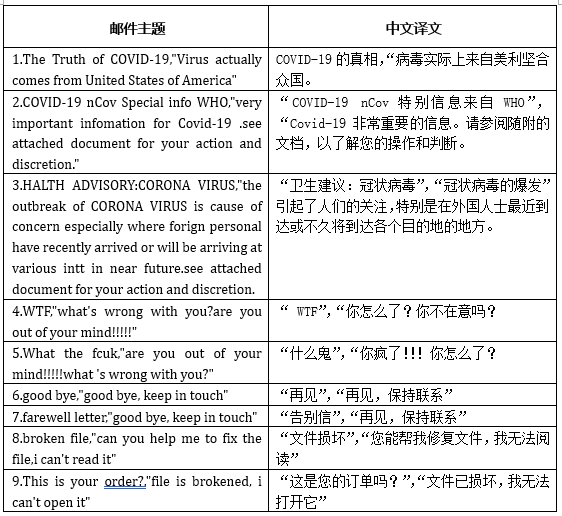 邮件主题
中文译文
1.The Truth of COVID-19,"Virus actually
comes from United States of America"
COVID-19 的真相，“病毒实际上来自美利坚合
众国。
2.COVID-19 nCov Special info WHO,"very
important infomation for Covid-19 .see
attached document for your action and
discretion."
“ COVID-19 nCov 特别信息来自 WHO”，
“Covid-19 非常重要的信息。请参阅随附的
文档，以了解您的操作和判断。
3.HALTH ADVISORY:CORONA VIRUS,"the
outbreak of CORONA VIRUS is cause of
concern especially where forign personal
have recently arrived or will be arriving at
various intt in near future.see attached
document for your action and discretion.
“卫生建议：冠状病毒”，“冠状病毒的爆发”
引起了人们的关注，特别是在外国人士最近到
达或不久将到达各个目的地的地方。
4.WTF,"what's wrong with you?are you
out of your mind!!!!!"
“ WTF”，“你怎么了？你不在意吗？
5.What the fcuk,"are you out of your
mind!!!!!what 's wrong with you?"
“什么鬼”，“你疯了!!! 你怎么了？
6.good bye,"good bye, keep in touch"
“再见”，“再见，保持联系”
7.farewell letter,"good bye, keep in touch"
“告别信”，“再见，保持联系”
8.broken file,"can you help me to fix the
file,i can't read it"
“文件损坏”，“您能帮我修复文件，我无法阅
读”
9.This is your order?,"file is brokened, i
can't open it"
“这是您的订单吗？”，“文件已损坏，我无法
打开它”